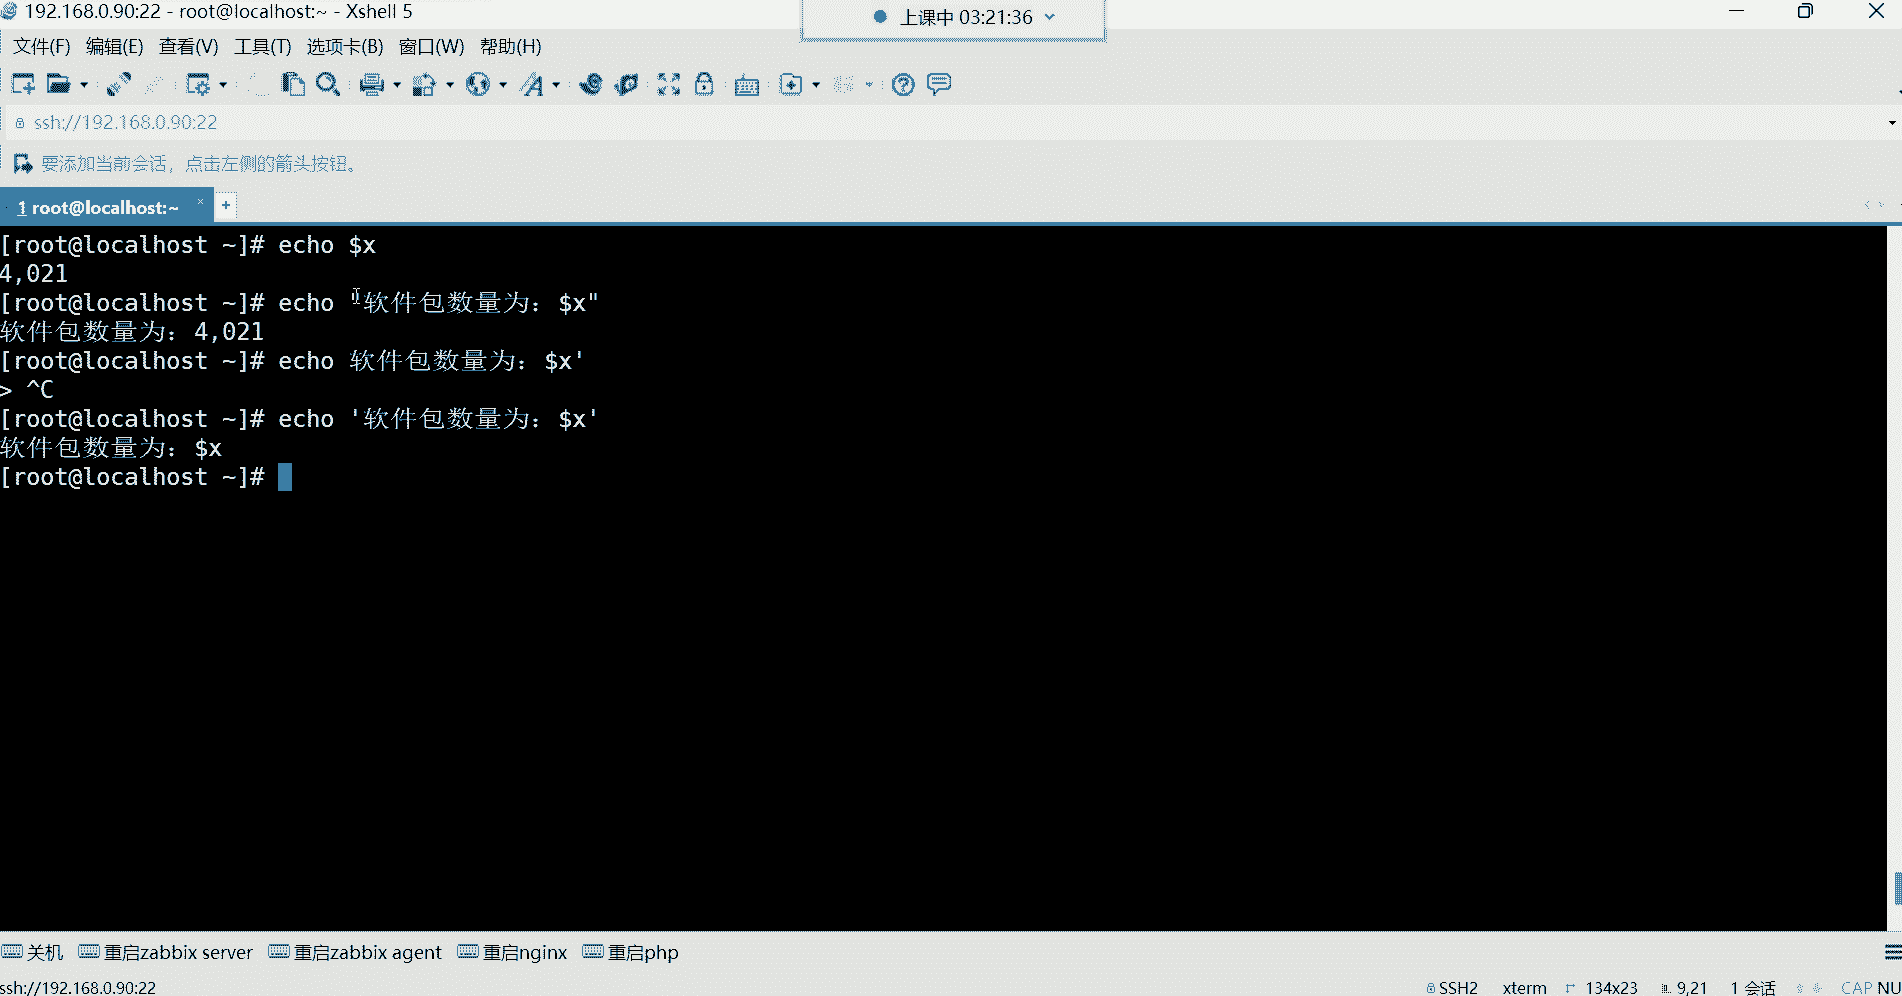 192.168.0.90:22 - root@localhost:~ - Xshell 5
上课中 03:21:36
文件(F) 编辑(E) 查看(V) 工具(T) 选项卡(B) 窗口(W) 帮助(H)
ssh://192.168.0.90:22
要添加当前会话，点击左侧的箭头按钮。
1 root@localhost:~ × +
[root@localhost ~]# echo $x
4,021
[root@localhost ~]# echo "软件包数量为：$x"
软件包数量为：4,021
[root@localhost ~]# echo 软件包数量为：$x'
> ^C
[root@localhost ~]# echo '软件包数量为：$x'
软件包数量为：$x
[root@localhost ~]#
关机 重启zabbix server 重启zabbix agent 重启nginx 重启php
ssh://192.168.0.90:22 SSH2 xterm 134x23 9,21 1 会话 CAP NU